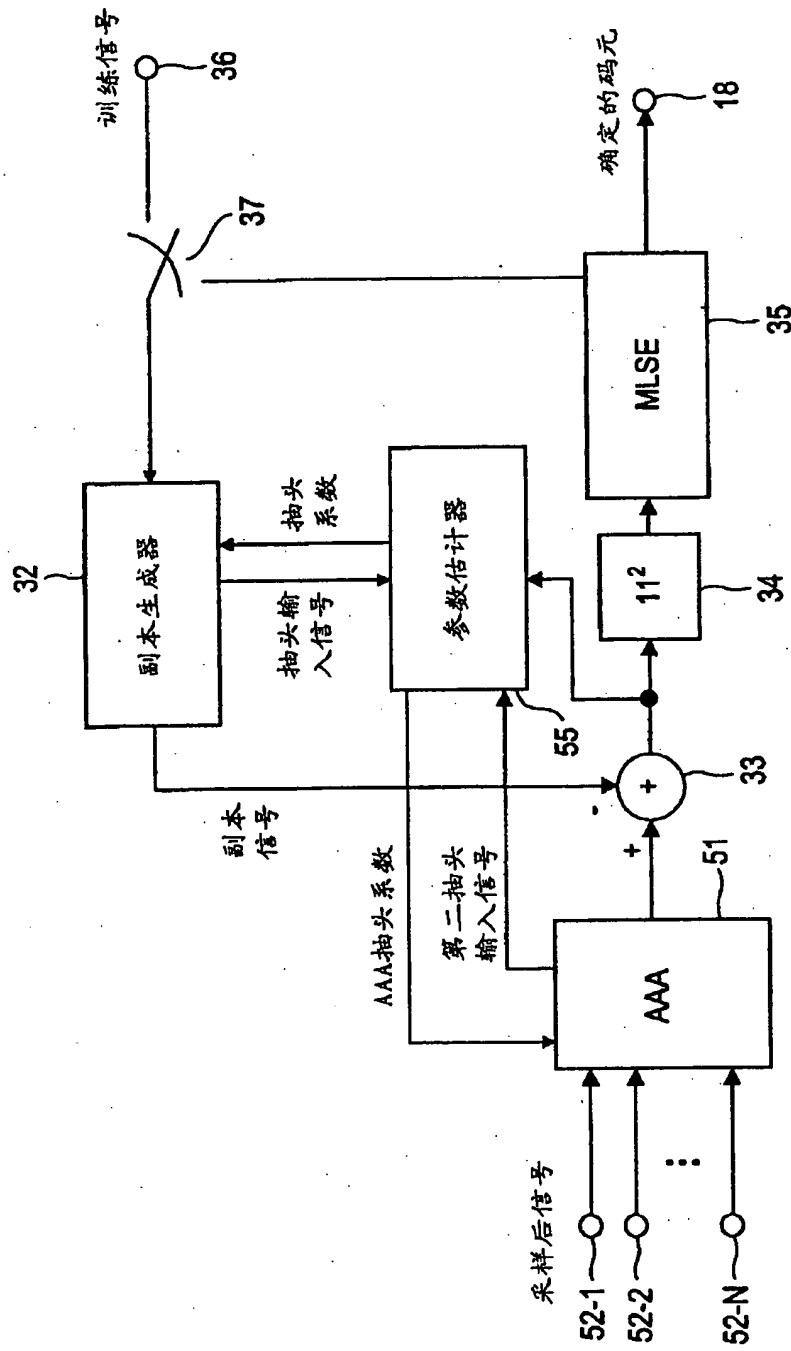 训练信号
36
37
32
副本生成器
抽头
系数
抽头输
入信号
参数估计器
55
MLSE
35
确定的码元
18
11²
34
副本
信号
-
+
33
+
AAA抽头系数
第二抽头
输入信号
AAA
51
采样后信号
52-1
52-2
⋮
52-N